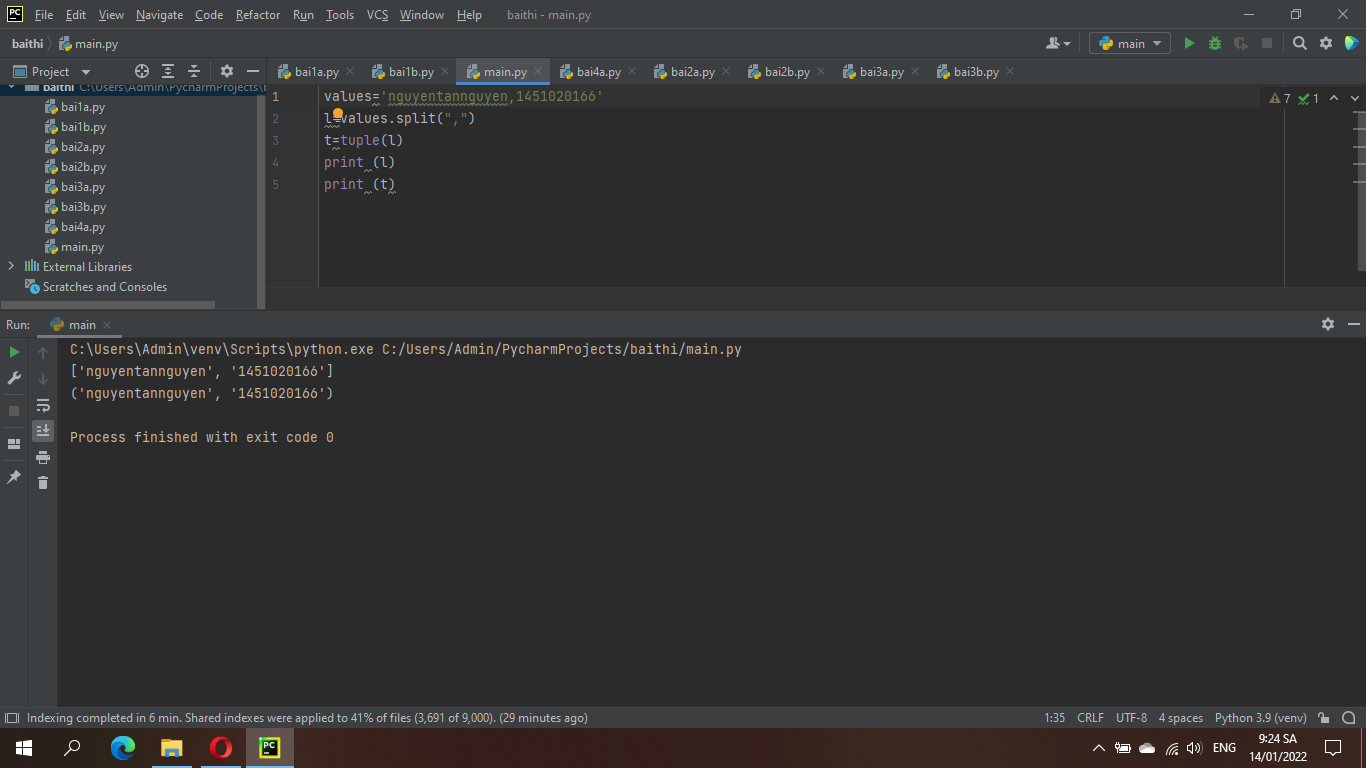 PC File Edit View Navigate Code Refactor Run Tools VCS Window Help baithi - main.py
baithi main.py main
Project bai1a.py bai1b.py main.py bai4a.py bai2a.py bai2b.py bai3a.py bai3b.py
baithi C:\Users\Admin\PycharmProjects\b
bai1a.py
bai1b.py
bai2a.py
bai2b.py
bai3a.py
bai3b.py
bai4a.py
main.py
External Libraries
Scratches and Consoles
1 values='nguyentannguyen,1451020166' 7 1
2 l=values.split(",")
3 t=tuple(l)
4 print (l)
5 print (t)
Run: main
C:\Users\Admin\venv\Scripts\python.exe C:/Users/Admin/PycharmProjects/baithi/main.py
['nguyentannguyen', '1451020166']
('nguyentannguyen', '1451020166')
Process finished with exit code 0
Indexing completed in 6 min. Shared indexes were applied to 41% of files (3,691 of 9,000). (29 minutes ago) 1:35 CRLF UTF-8 4 spaces Python 3.9 (venv)
PC ENG 9:24 SA
14/01/2022